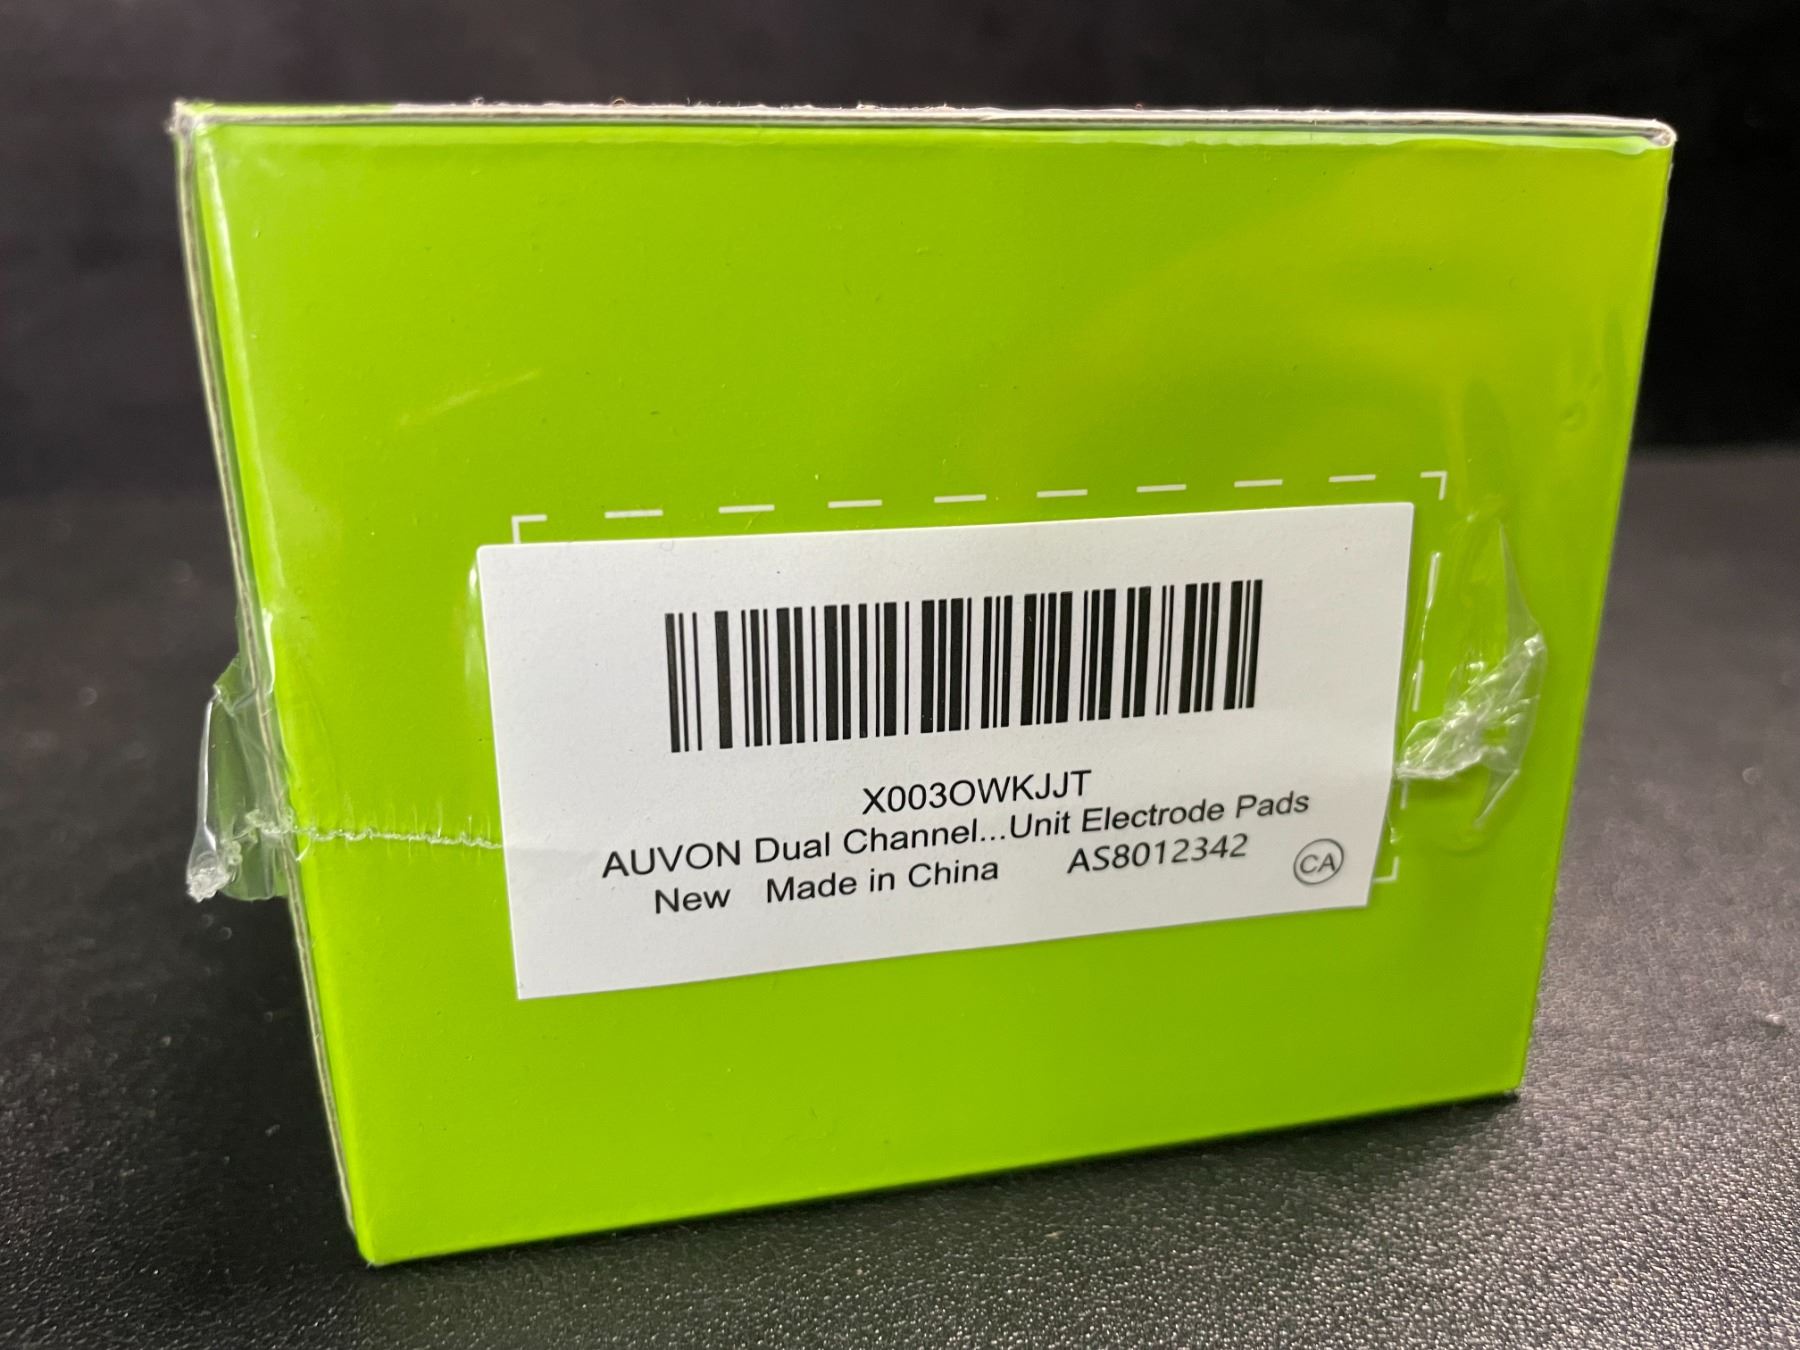 X003OWKJJT
AUVON Dual Channel...Unit Electrode Pads
New Made in China AS8012342 CA